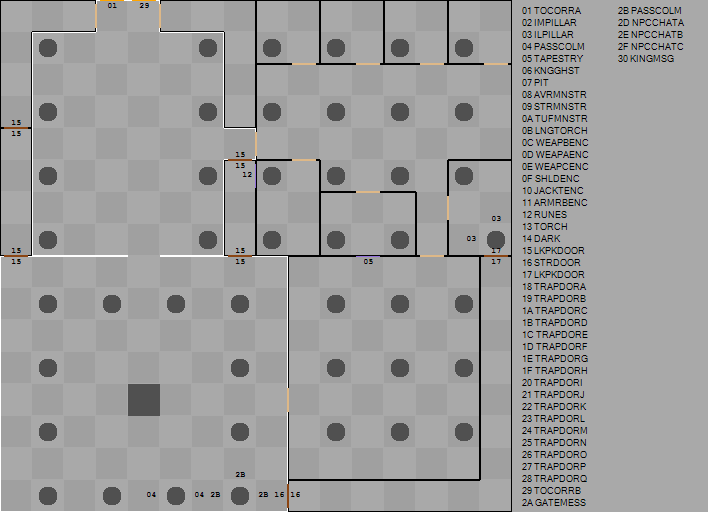 01 29
15
15
15
15
12
03
03
15
15
15
15
17
17
05
2B
04 04 2B 2B 16 16
01 TOCORRA
02 IMPILLAR
03 ILPILLAR
04 PASSCOLM
05 TAPESTRY
06 KNGGHST
07 PIT
08 AVRMNSTR
09 STRMNSTR
0A TUFMNSTR
0B LNGTORCH
0C WEAPBENC
0D WEAPAENC
0E WEAPCENC
0F SHLDENC
10 JACKTENC
11 ARMRBENC
12 RUNES
13 TORCH
14 DARK
15 LKPKDOOR
16 STRDOOR
17 LKPKDOOR
18 TRAPDORA
19 TRAPDORB
1A TRAPDORC
1B TRAPDORD
1C TRAPDORE
1D TRAPDORF
1E TRAPDORG
1F TRAPDORH
20 TRAPDORI
21 TRAPDORJ
22 TRAPDORK
23 TRAPDORL
24 TRAPDORM
25 TRAPDORN
26 TRAPDORO
27 TRAPDORP
28 TRAPDORQ
29 TOCORRB
2A GATEMESS
2B PASSCOLM
2D NPCCHATA
2E NPCCHATB
2F NPCCHATC
30 KINGMSG